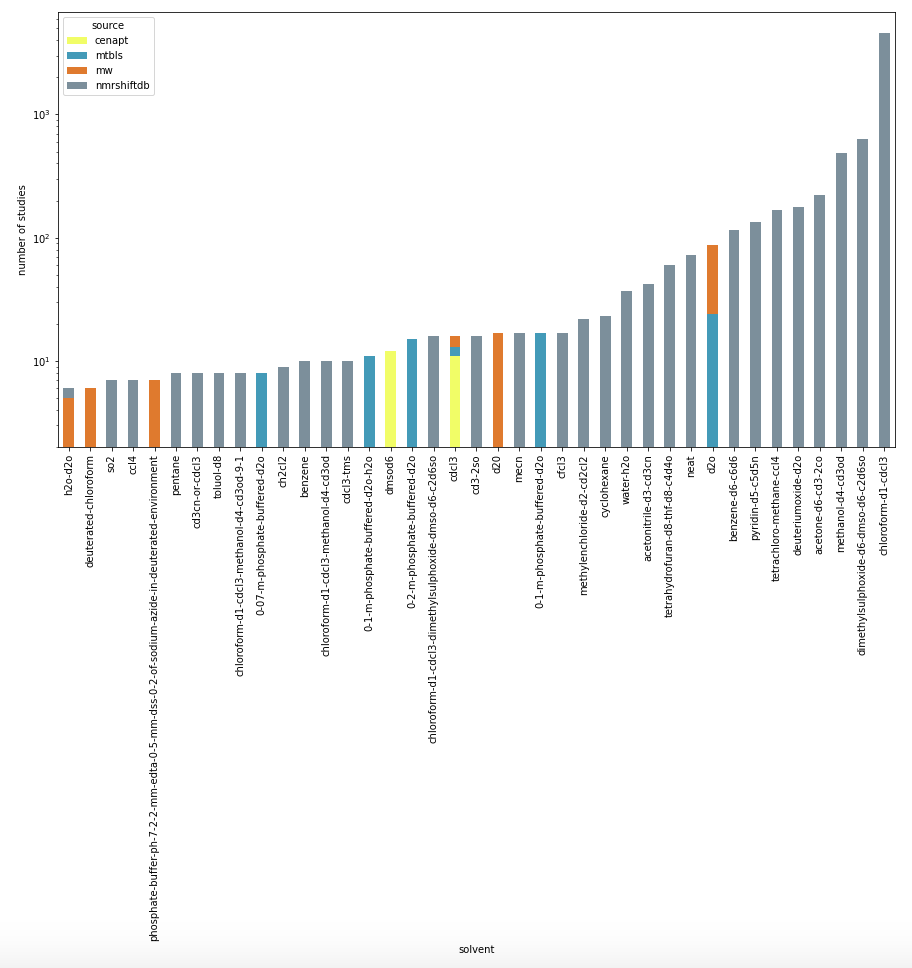 source
cenapt
mtbls
mw
nmrshiftdb
number of studies
10³
10²
10¹
h2o-d2o
deuterated-chloroform
so2
ccl4
phosphate-buffer-ph-7-2-2-mm-edta-0-5-mm-dss-0-2-of-sodium-azide-in-deuterated-environment
pentane
cd3cn-or-cdcl3
toluol-d8
chloroform-d1-cdcl3-methanol-d4-cd3od-9-1
0-07-m-phosphate-buffered-d2o
ch2cl2
benzene
chloroform-d1-cdcl3-methanol-d4-cd3od
cdcl3-tms
0-1-m-phosphate-buffered-d2o-h2o
dmsod6
0-2-m-phosphate-buffered-d2o
chloroform-d1-cdcl3-dimethylsulphoxide-dmso-d6-c2d6so
cdcl3
cd3-2so
d20
mecn
0-1-m-phosphate-buffered-d2o
cfcl3
methylenchloride-d2-cd2cl2
cyclohexane
water-h2o
acetonitrile-d3-cd3cn
tetrahydrofuran-d8-thf-d8-c4d4o
neat
d2o
benzene-d6-c6d6
pyridin-d5-c5d5n
tetrachloro-methane-ccl4
deuteriumoxide-d2o
acetone-d6-cd3-2co
methanol-d4-cd3od
dimethylsulphoxide-d6-dmso-d6-c2d6so
chloroform-d1-cdcl3
solvent